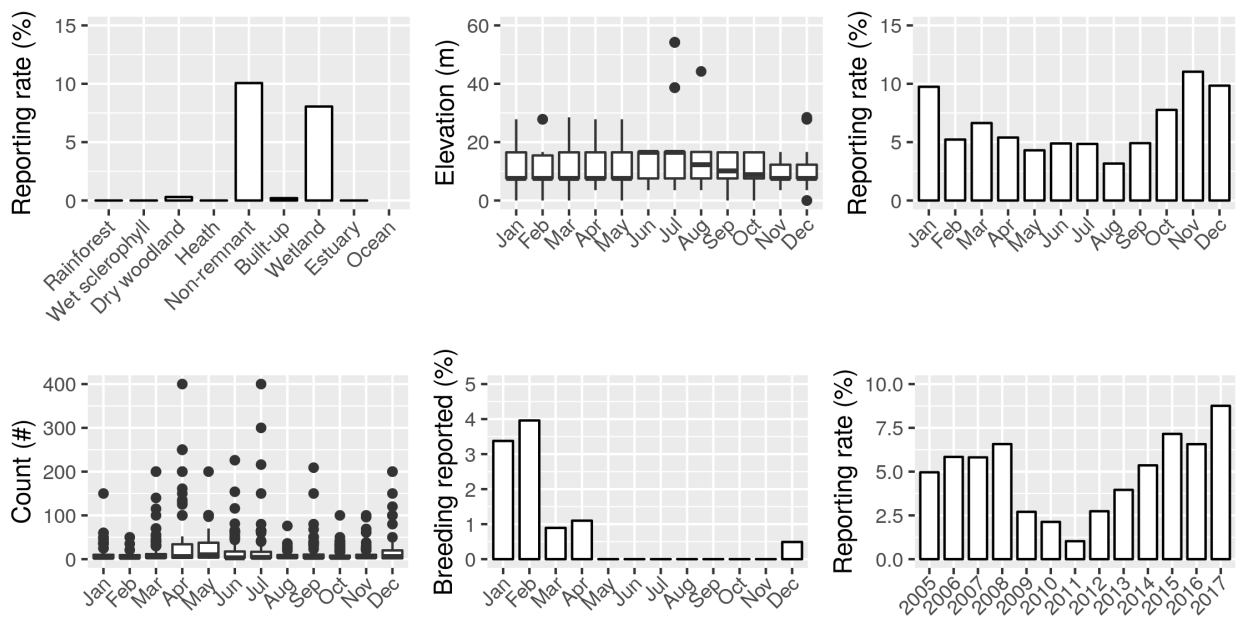 Reporting rate (%)
15
10
5
0
Rainforest
Wet sclerophyll
Dry woodland
Heath
Non-remnant
Built-up
Wetland
Estuary
Ocean
Elevation (m)
60
40
20
0
Jan Feb Mar Apr May Jun Jul Aug Sep Oct Nov Dec
Reporting rate (%)
15
10
5
0
Jan Feb Mar Apr May Jun Jul Aug Sep Oct Nov Dec
Count (#)
400
300
200
100
0
Jan Feb Mar Apr May Jun Jul Aug Sep Oct Nov Dec
Breeding reported (%)
5
4
3
2
1
0
Jan Feb Mar Apr May Jun Jul Aug Sep Oct Nov Dec
Reporting rate (%)
10.0
7.5
5.0
2.5
0.0
2005 2006 2007 2008 2009 2010 2011 2012 2013 2014 2015 2016 2017